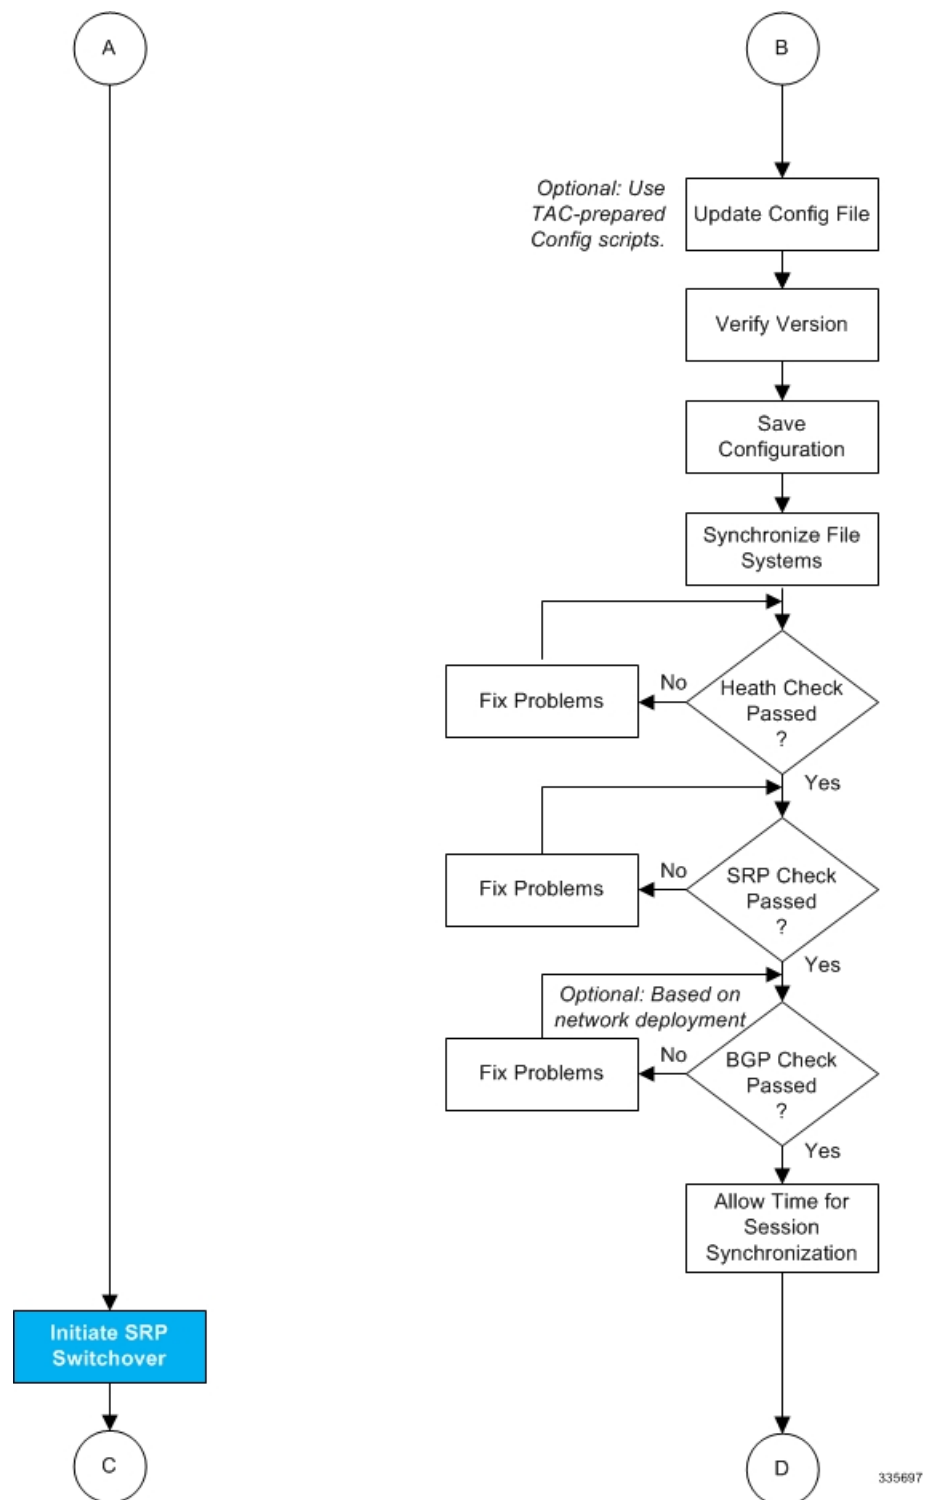 A
B
Optional: Use
TAC-prepared
Config scripts.
Update Config File
Verify Version
Save
Configuration
Synchronize File
Systems
Fix Problems
No
Heath Check
Passed
?
Yes
Fix Problems
No
SRP Check
Passed
?
Yes
Optional: Based on
network deployment
Fix Problems
No
BGP Check
Passed
?
Yes
Allow Time for
Session
Synchronization
Initiate SRP
Switchover
C
D
335697